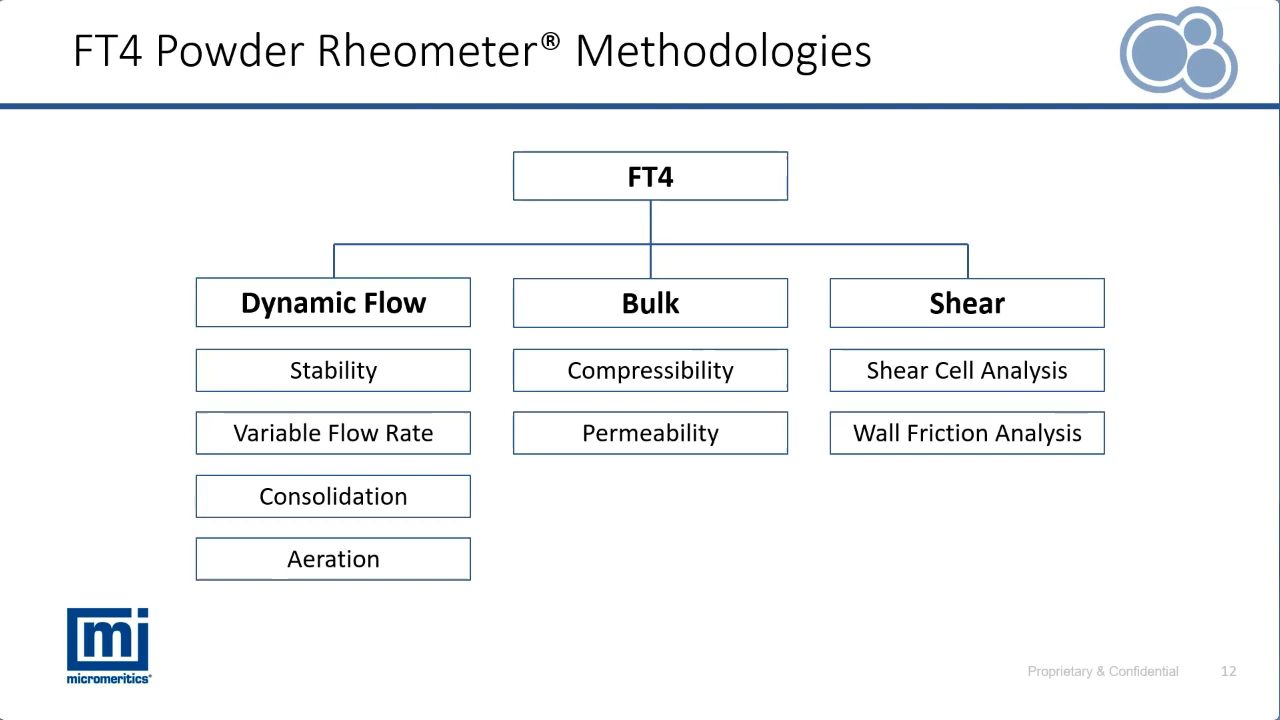 FT4 Powder Rheometer® Methodologies
FT4
Dynamic Flow
Stability
Variable Flow Rate
Consolidation
Aeration
Bulk
Compressibility
Permeability
Shear
Shear Cell Analysis
Wall Friction Analysis
mi
micromeritics®
Proprietary & Confidential
12